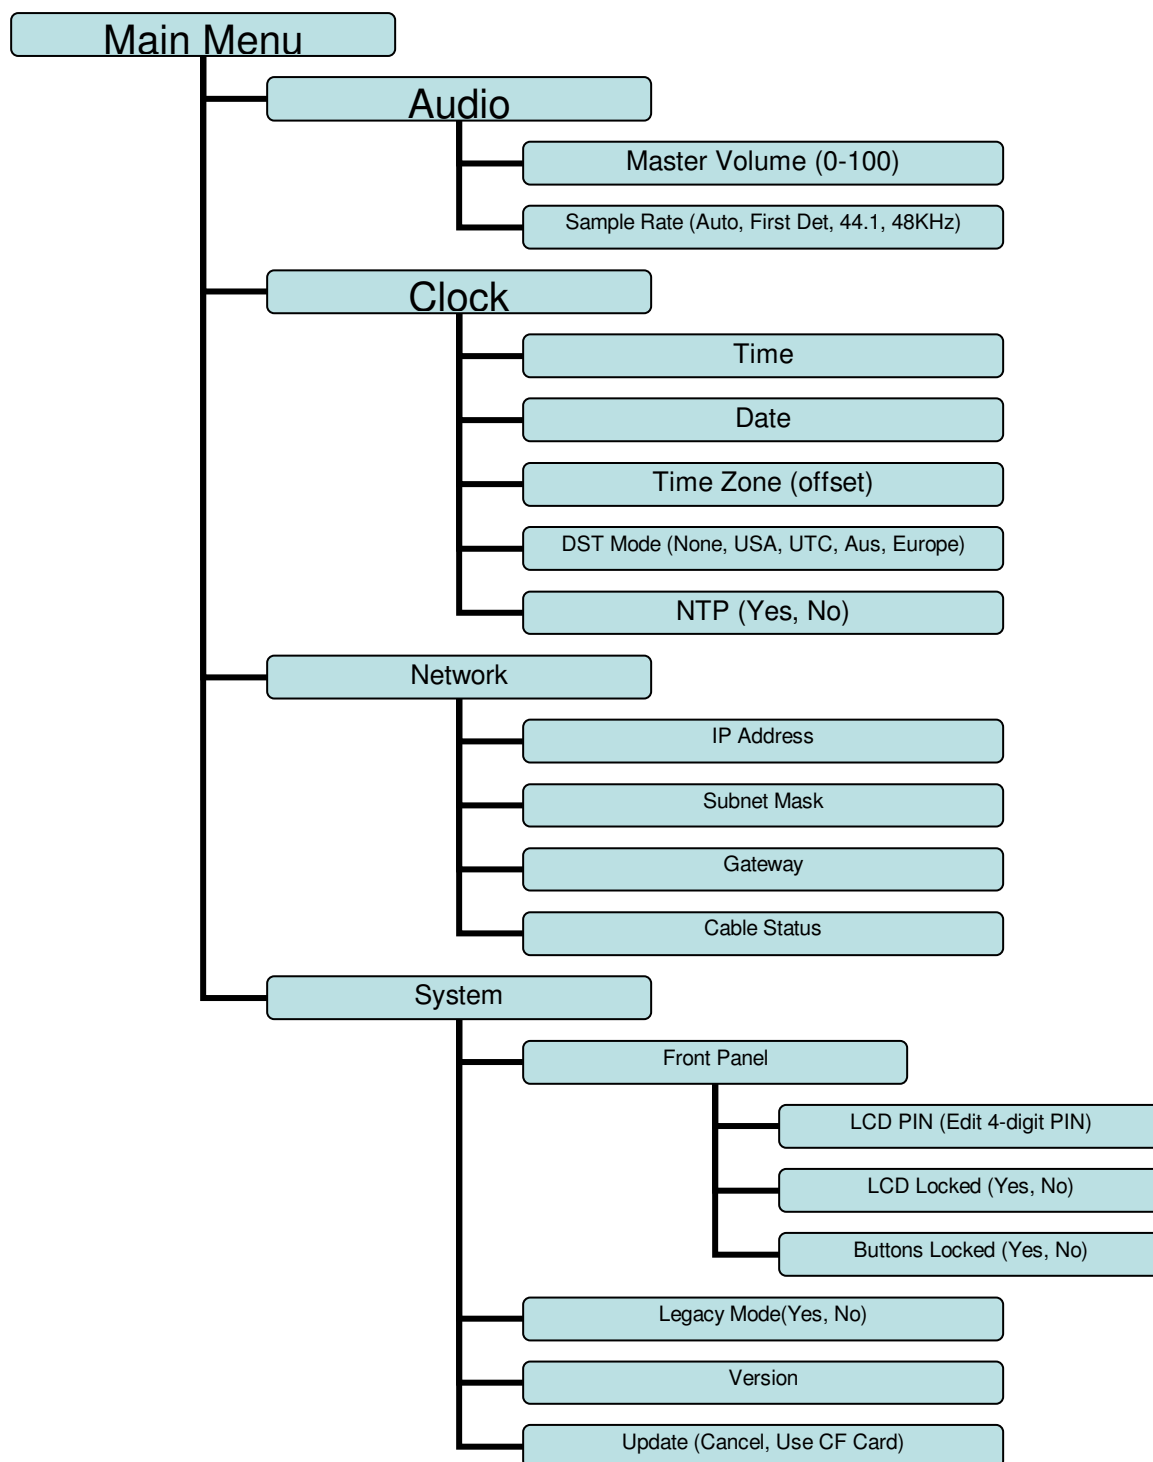 Main Menu
Audio
Master Volume (0-100)
Sample Rate (Auto, First Det, 44.1, 48KHz)
Clock
Time
Date
Time Zone (offset)
DST Mode (None, USA, UTC, Aus, Europe)
NTP (Yes, No)
Network
IP Address
Subnet Mask
Gateway
Cable Status
System
Front Panel
LCD PIN (Edit 4-digit PIN)
LCD Locked (Yes, No)
Buttons Locked (Yes, No)
Legacy Mode(Yes, No)
Version
Update (Cancel, Use CF Card)